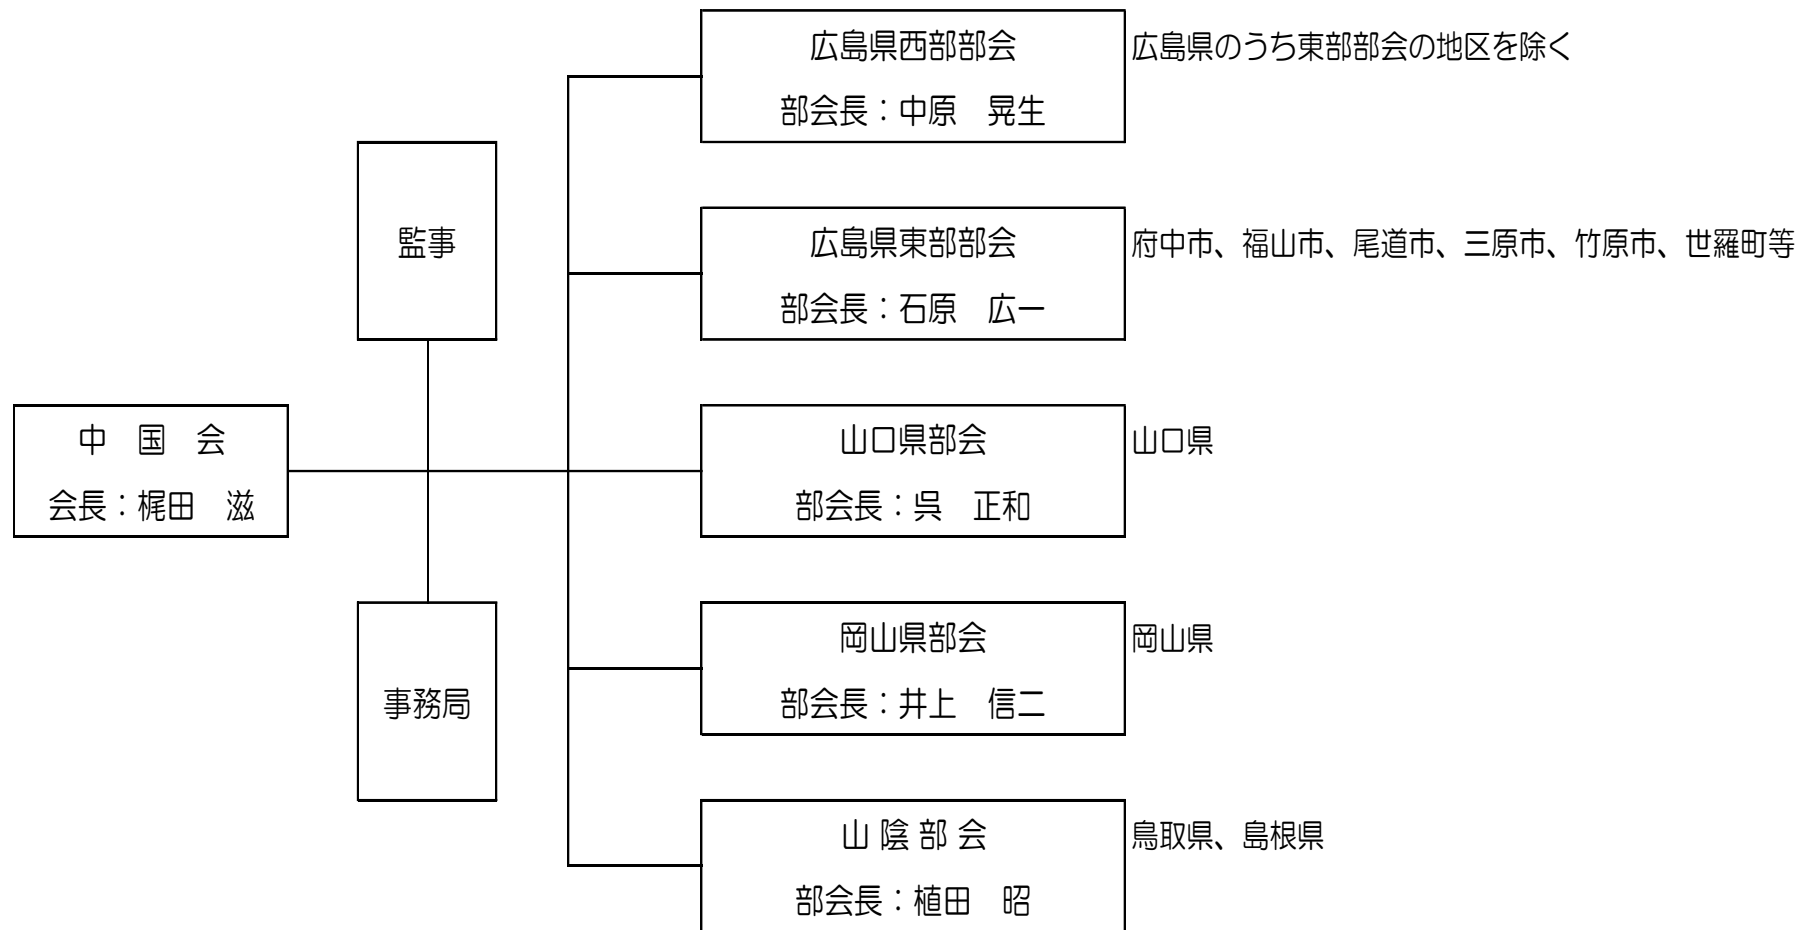 広島県西部部会
部会長：中原　晃生
広島県のうち東部部会の地区を除く
監事
広島県東部部会
部会長：石原　広一
府中市、福山市、尾道市、三原市、竹原市、世羅町等
中　国　会
会長：梶田　滋
山口県部会
部会長：呉　正和
山口県
事務局
岡山県部会
部会長：井上　信二
岡山県
山 陰 部 会
部会長：植田　昭
鳥取県、島根県